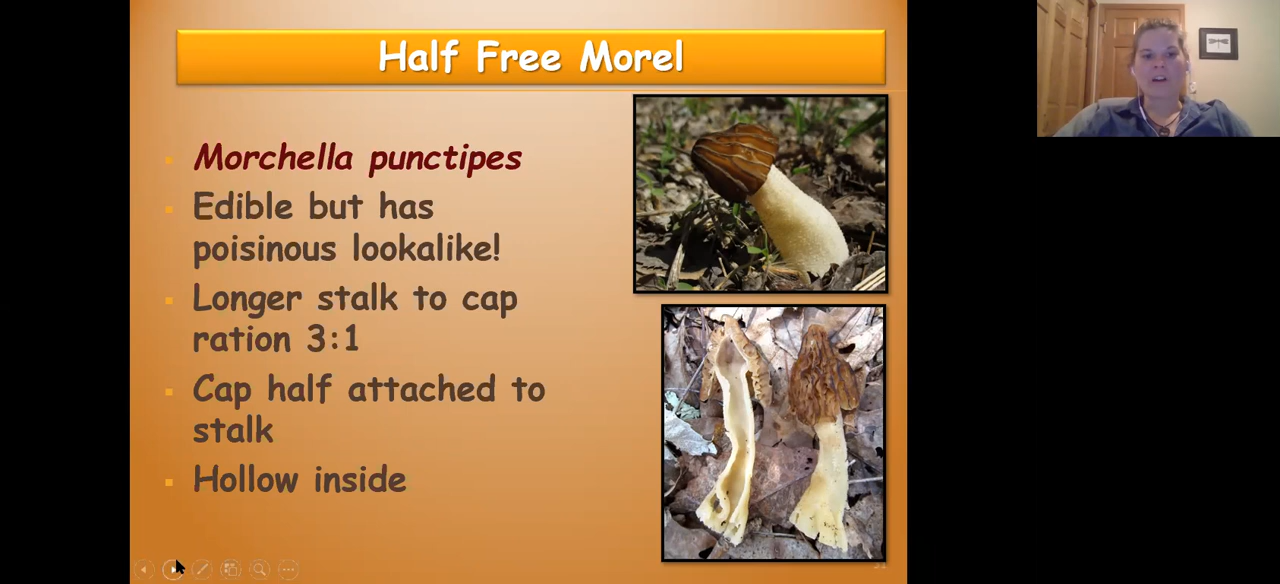 Half Free Morel
Morchella punctipes
Edible but has
poisinous lookalike!
Longer stalk to cap
ration 3:1
Cap half attached to
stalk
Hollow inside